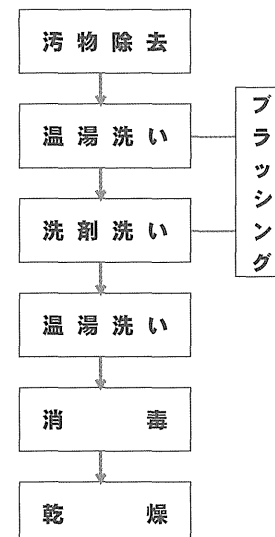 汚物除去
温湯洗い
ブラッシング
洗剤洗い
温湯洗い
消毒
乾燥